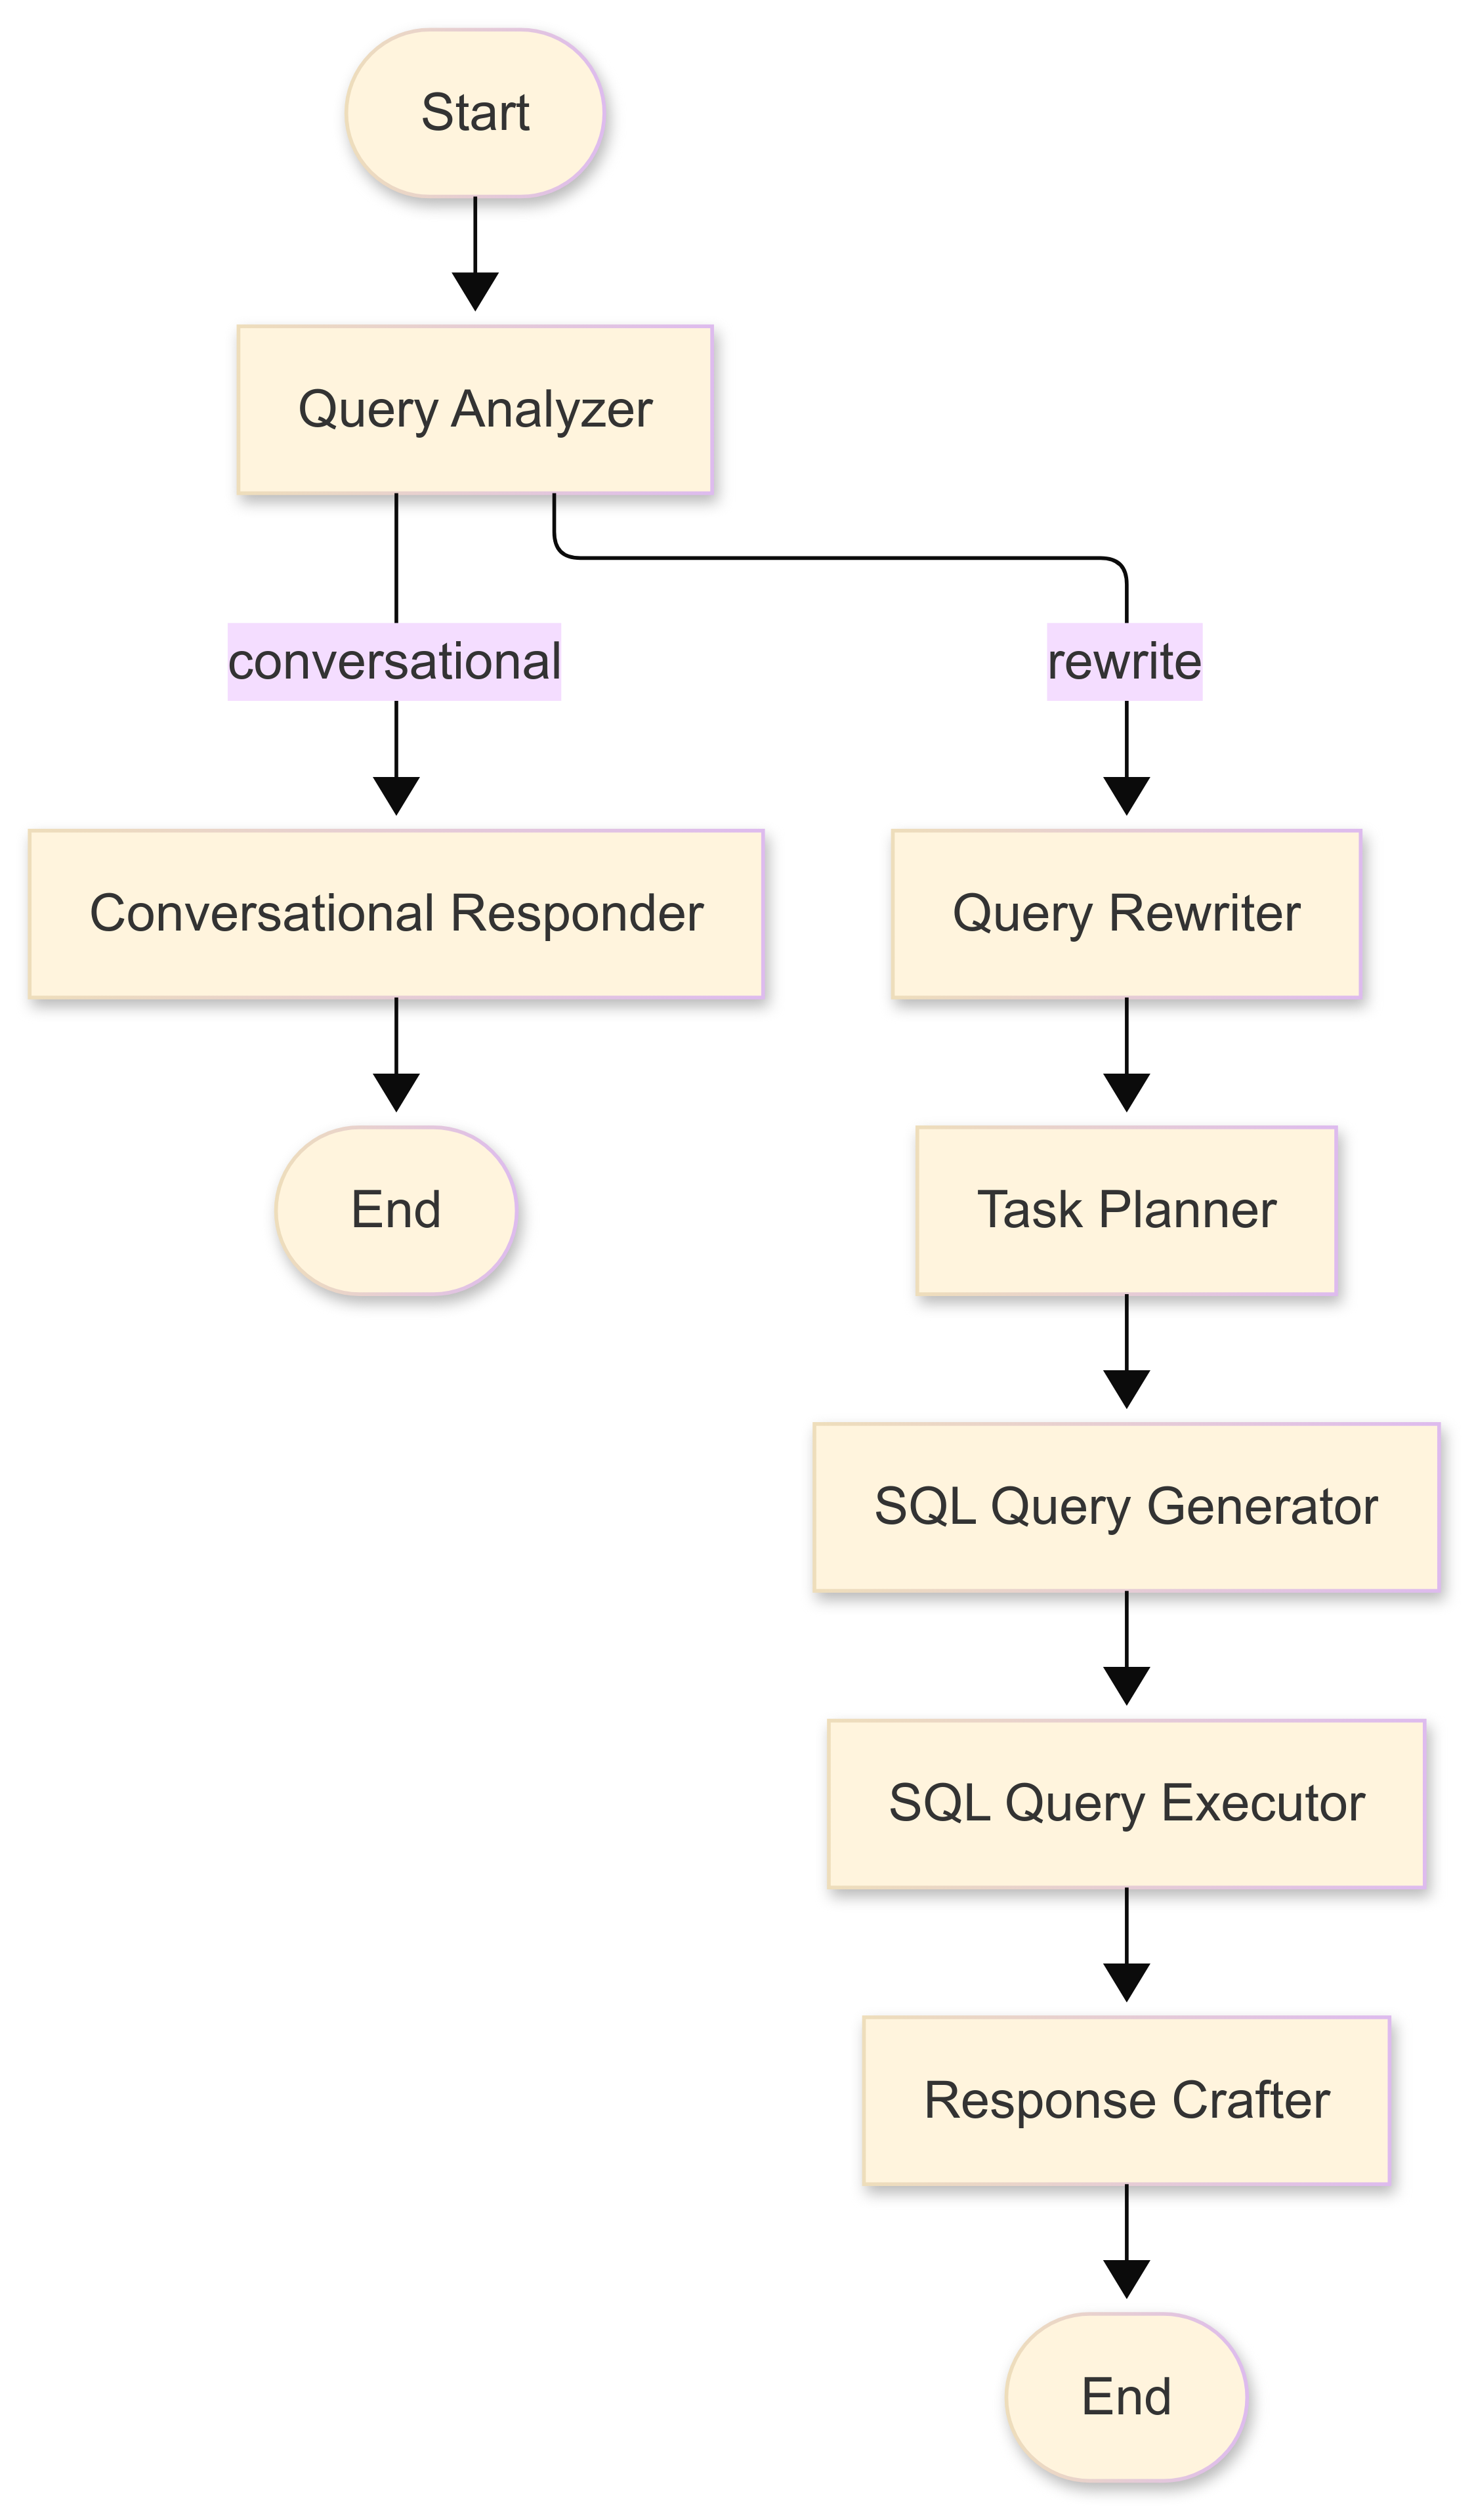 Start
Query Analyzer
conversational
rewrite
Conversational Responder
Query Rewriter
End
Task Planner
SQL Query Generator
SQL Query Executor
Response Crafter
End